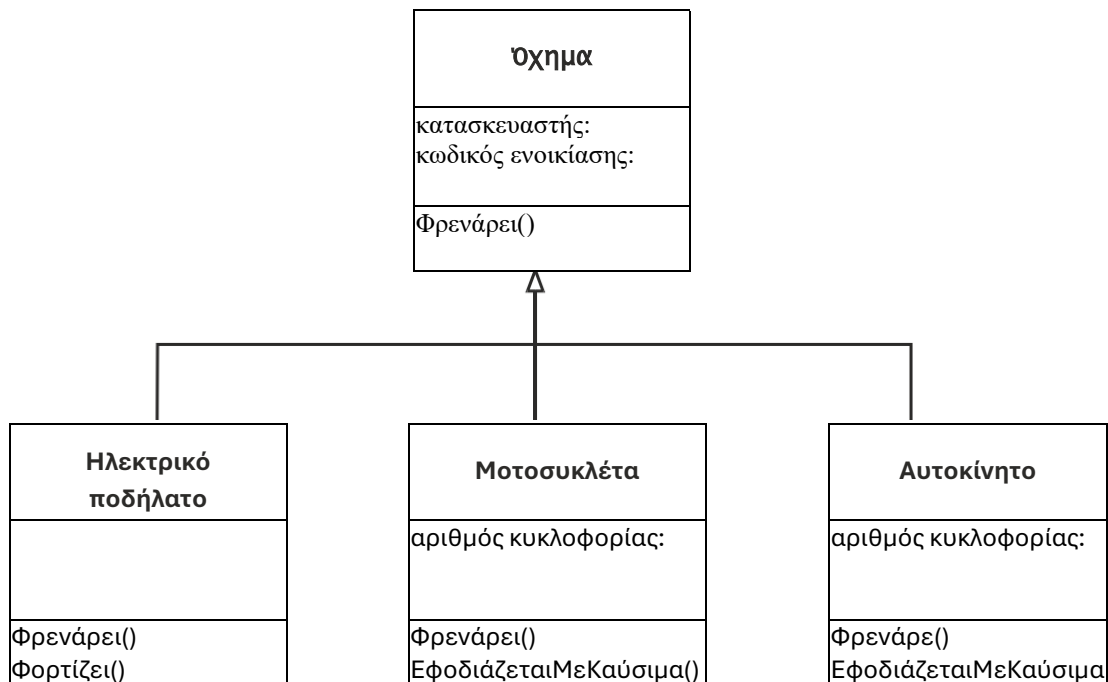 Όχημα
κατασκευαστής:
κωδικός ενοικίασης:
Φρενάρει()
Ηλεκτρικό
ποδήλατο
Φρενάρει()
Φορτίζει()
Μοτοσυκλέτα
αριθμός κυκλοφορίας:
Φρενάρει()
ΕφοδιάζεταιΜεΚαύσιμα()
Αυτοκίνητο
αριθμός κυκλοφορίας:
Φρενάρε()
ΕφοδιάζεταιΜεΚαύσιμα